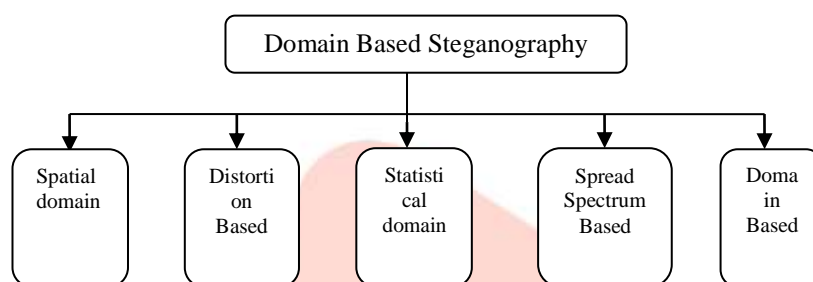 Domain Based Steganography
Spatial
domain
Distorti
on
Based
Statisti
cal
domain
Spread
Spectrum
Based
Doma
in
Based